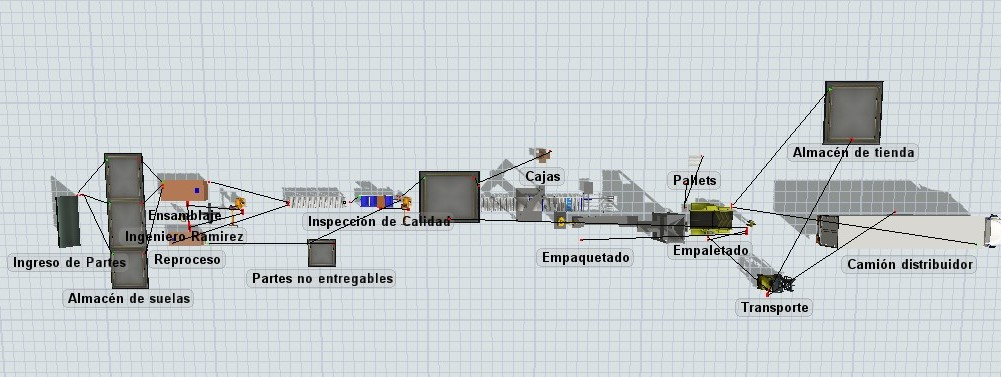 Almacén de tienda
Cajas
Pallets
Ensamblaje
Inspección de Calidad
Ingeniero Ramirez
Ingreso de Partes
Reproceso
Empaquetado
Empaletado
Camión distribuidor
Partes no entregables
Almacén de suelas
Transporte